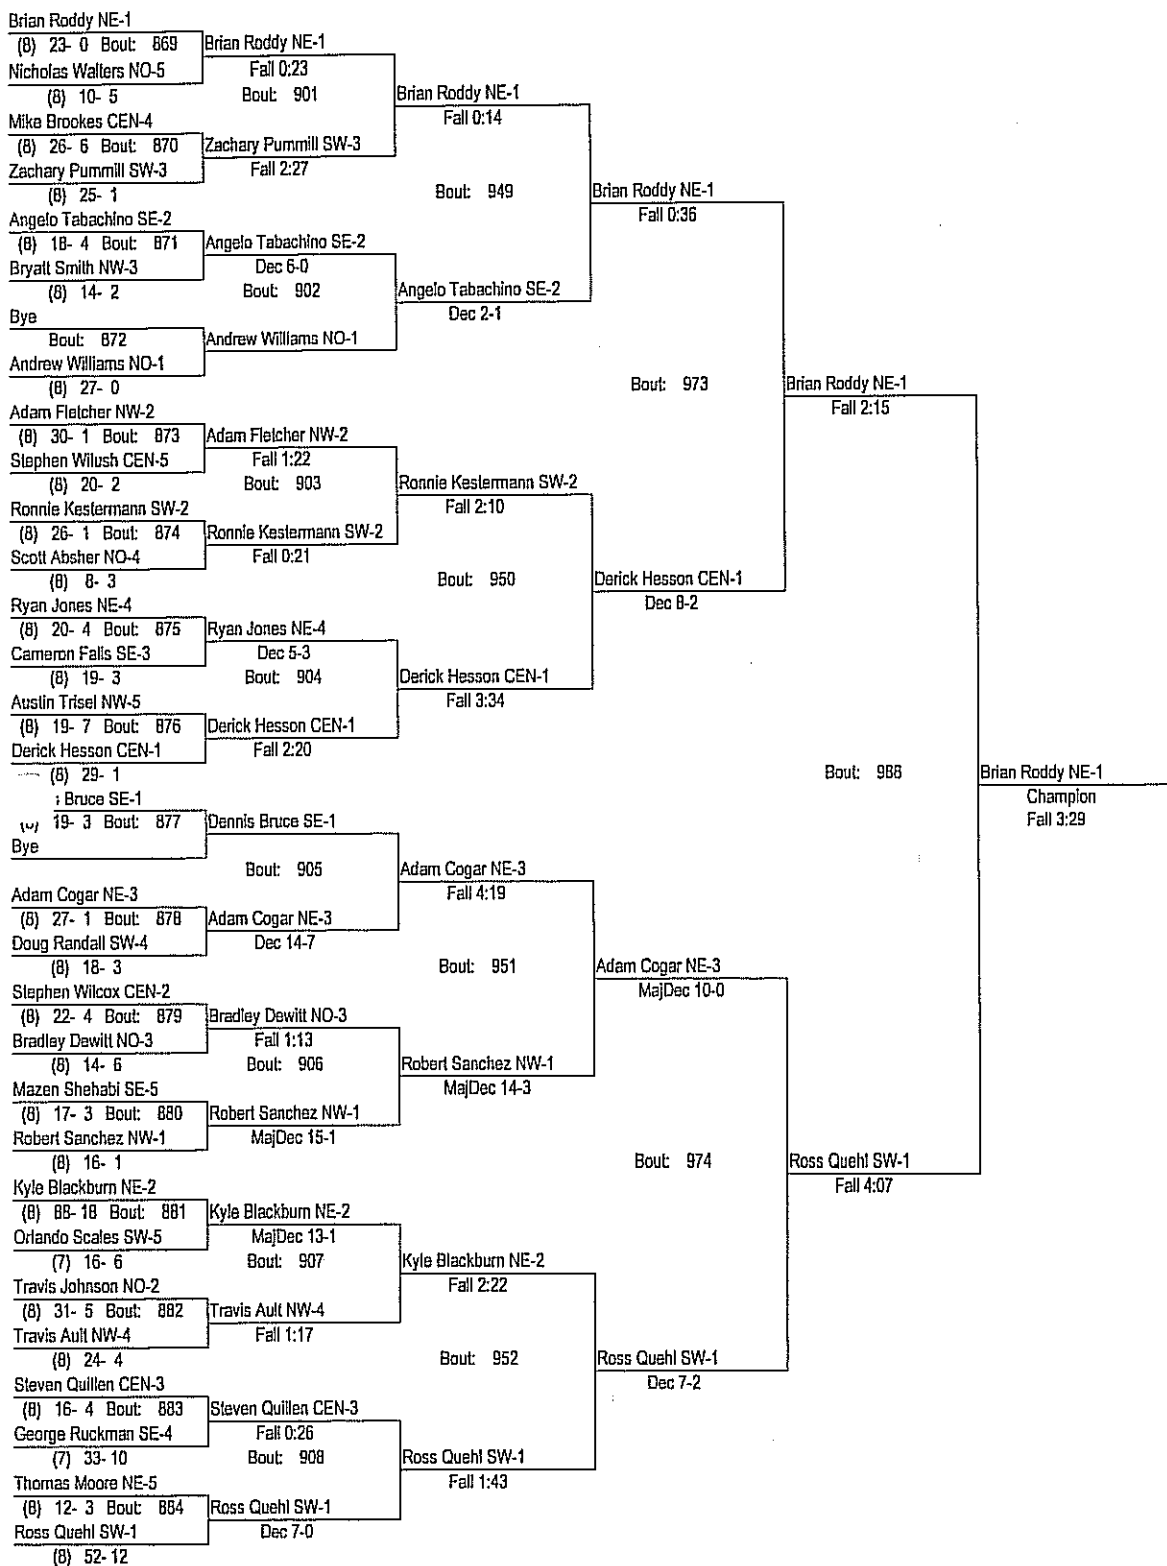 Brian Roddy NE-1
(8) 23- 0 Bout: 869
Nicholas Walters NO-5
(8) 10- 5
Mike Brookes CEN-4
(8) 26- 6 Bout: 870
Zachary Pummill SW-3
(8) 25- 1
Angelo Tabachino SE-2
(8) 18- 4 Bout: 871
Bryatt Smith NW-3
(8) 14- 2
Bye
Bout: 872
Andrew Williams NO-1
(8) 27- 0
Adam Fletcher NW-2
(8) 30- 1 Bout: 873
Stephen Wilush CEN-5
(8) 20- 2
Ronnie Kestermann SW-2
(8) 26- 1 Bout: 874
Scott Absher NO-4
(8) 8- 3
Ryan Jones NE-4
(8) 20- 4 Bout: 875
Cameron Falls SE-3
(8) 19- 3
Austin Trisel NW-5
(8) 19- 7 Bout: 876
Derick Hesson CEN-1
(8) 29- 1
Bruce SE-1
19- 3 Bout: 877
Bye
Adam Cogar NE-3
(8) 27- 1 Bout: 878
Doug Randall SW-4
(8) 18- 3
Stephen Wilcox CEN-2
(8) 22- 4 Bout: 879
Bradley Dewitt NO-3
(8) 14- 6
Mazen Shehabi SE-5
(8) 17- 3 Bout: 880
Robert Sanchez NW-1
(8) 16- 1
Kyle Blackburn NE-2
(8) 88-18 Bout: 881
Orlando Scales SW-5
(7) 16- 6
Travis Johnson NO-2
(8) 31- 5 Bout: 882
Travis Ault NW-4
(8) 24- 4
Steven Quillen CEN-3
(8) 16- 4 Bout: 883
George Ruckman SE-4
(7) 33-10
Thomas Moore NE-5
(8) 12- 3 Bout: 884
Ross Quehl SW-1
(8) 52-12
Brian Roddy NE-1
Fall 0:23
Bout: 901
Zachary Pummill SW-3
Fall 2:27
Angelo Tabachino SE-2
Dec 6-0
Bout: 902
Andrew Williams NO-1
Adam Fletcher NW-2
Fall 1:22
Bout: 903
Ronnie Kestermann SW-2
Fall 0:21
Ryan Jones NE-4
Dec 5-3
Bout: 904
Derick Hesson CEN-1
Fall 2:20
Dennis Bruce SE-1
Bout: 905
Adam Cogar NE-3
Dec 14-7
Bradley Dewitt NO-3
Fall 1:13
Bout: 906
Robert Sanchez NW-1
MajDec 15-1
Kyle Blackburn NE-2
MajDec 13-1
Bout: 907
Travis Ault NW-4
Fall 1:17
Steven Quillen CEN-3
Fall 0:26
Bout: 908
Ross Quehl SW-1
Dec 7-0
Brian Roddy NE-1
Fall 0:14
Bout: 949
Angelo Tabachino SE-2
Dec 2-1
Ronnie Kestermann SW-2
Fall 2:10
Bout: 950
Derick Hesson CEN-1
Fall 3:34
Adam Cogar NE-3
Fall 4:19
Bout: 951
Robert Sanchez NW-1
MajDec 14-3
Kyle Blackburn NE-2
Fall 2:22
Bout: 952
Ross Quehl SW-1
Fall 1:43
Brian Roddy NE-1
Fall 0:36
Bout: 973
Derick Hesson CEN-1
Dec 8-2
Adam Cogar NE-3
MajDec 10-0
Bout: 974
Ross Quehl SW-1
Dec 7-2
Brian Roddy NE-1
Fall 2:15
Bout: 988
Ross Quehl SW-1
Fall 4:07
Brian Roddy NE-1
Champion
Fall 3:29